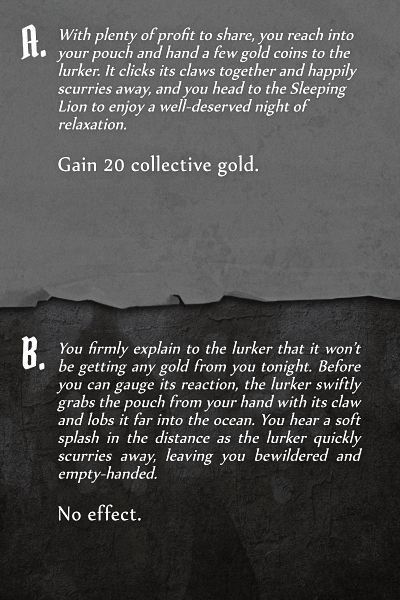 A.
With plenty of profit to share, you reach into
your pouch and hand a few gold coins to the
lurker. It clicks its claws together and happily
scurries away, and you head to the Sleeping
Lion to enjoy a well-deserved night of
relaxation.
Gain 20 collective gold.
B.
You firmly explain to the lurker that it won't
be getting any gold from you tonight. Before
you can gauge its reaction, the lurker swiftly
grabs the pouch from your hand with its claw
and lobs it far into the ocean. You hear a soft
splash in the distance as the lurker quickly
scurries away, leaving you bewildered and
empty-handed.
No effect.